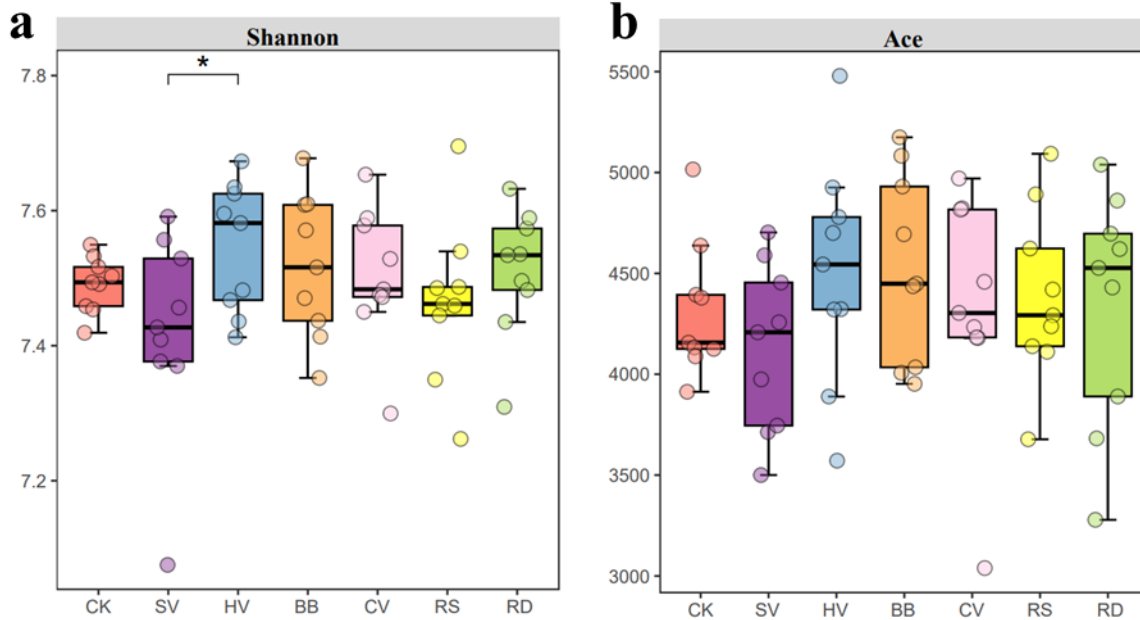 a
Shannon
*
7.8
7.6
7.4
7.2
CK SV HV BB CV RS RD
b
Ace
5500
5000
4500
4000
3500
3000
CK SV HV BB CV RS RD